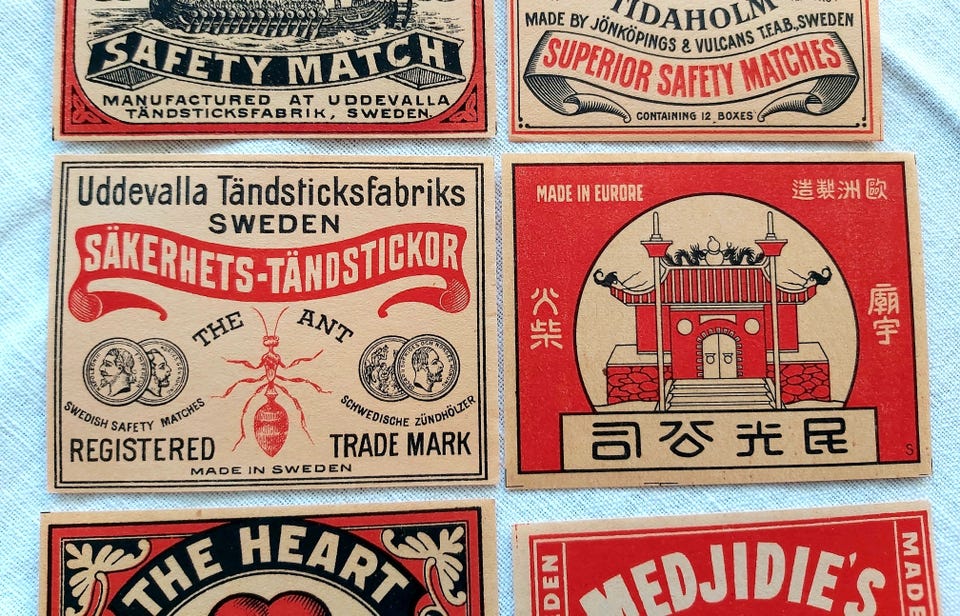 SAFETY MATCH
MANUFACTURED AT UDDEVALLA
TÄNDSTICKSFABRIK, SWEDEN.
TIDAHOLM
MADE BY JÖNKÖPINGS & VULCANS T.F.A.B., SWEDEN
SUPERIOR SAFETY MATCHES
CONTAINING 12 BOXES
Uddevalla Tändsticksfabriks
SWEDEN
SÄKERHETS-TÄNDSTICKOR
THE ANT
SWEDISH SAFETY MATCHES
SCHWEDISCHE ZÜNDHÖLZER
REGISTERED
TRADE MARK
MADE IN SWEDEN
MADE IN EURORE
造製洲歐
火柴
廟宇
司公光民
S
THE HEART
MEDJIDIE'S